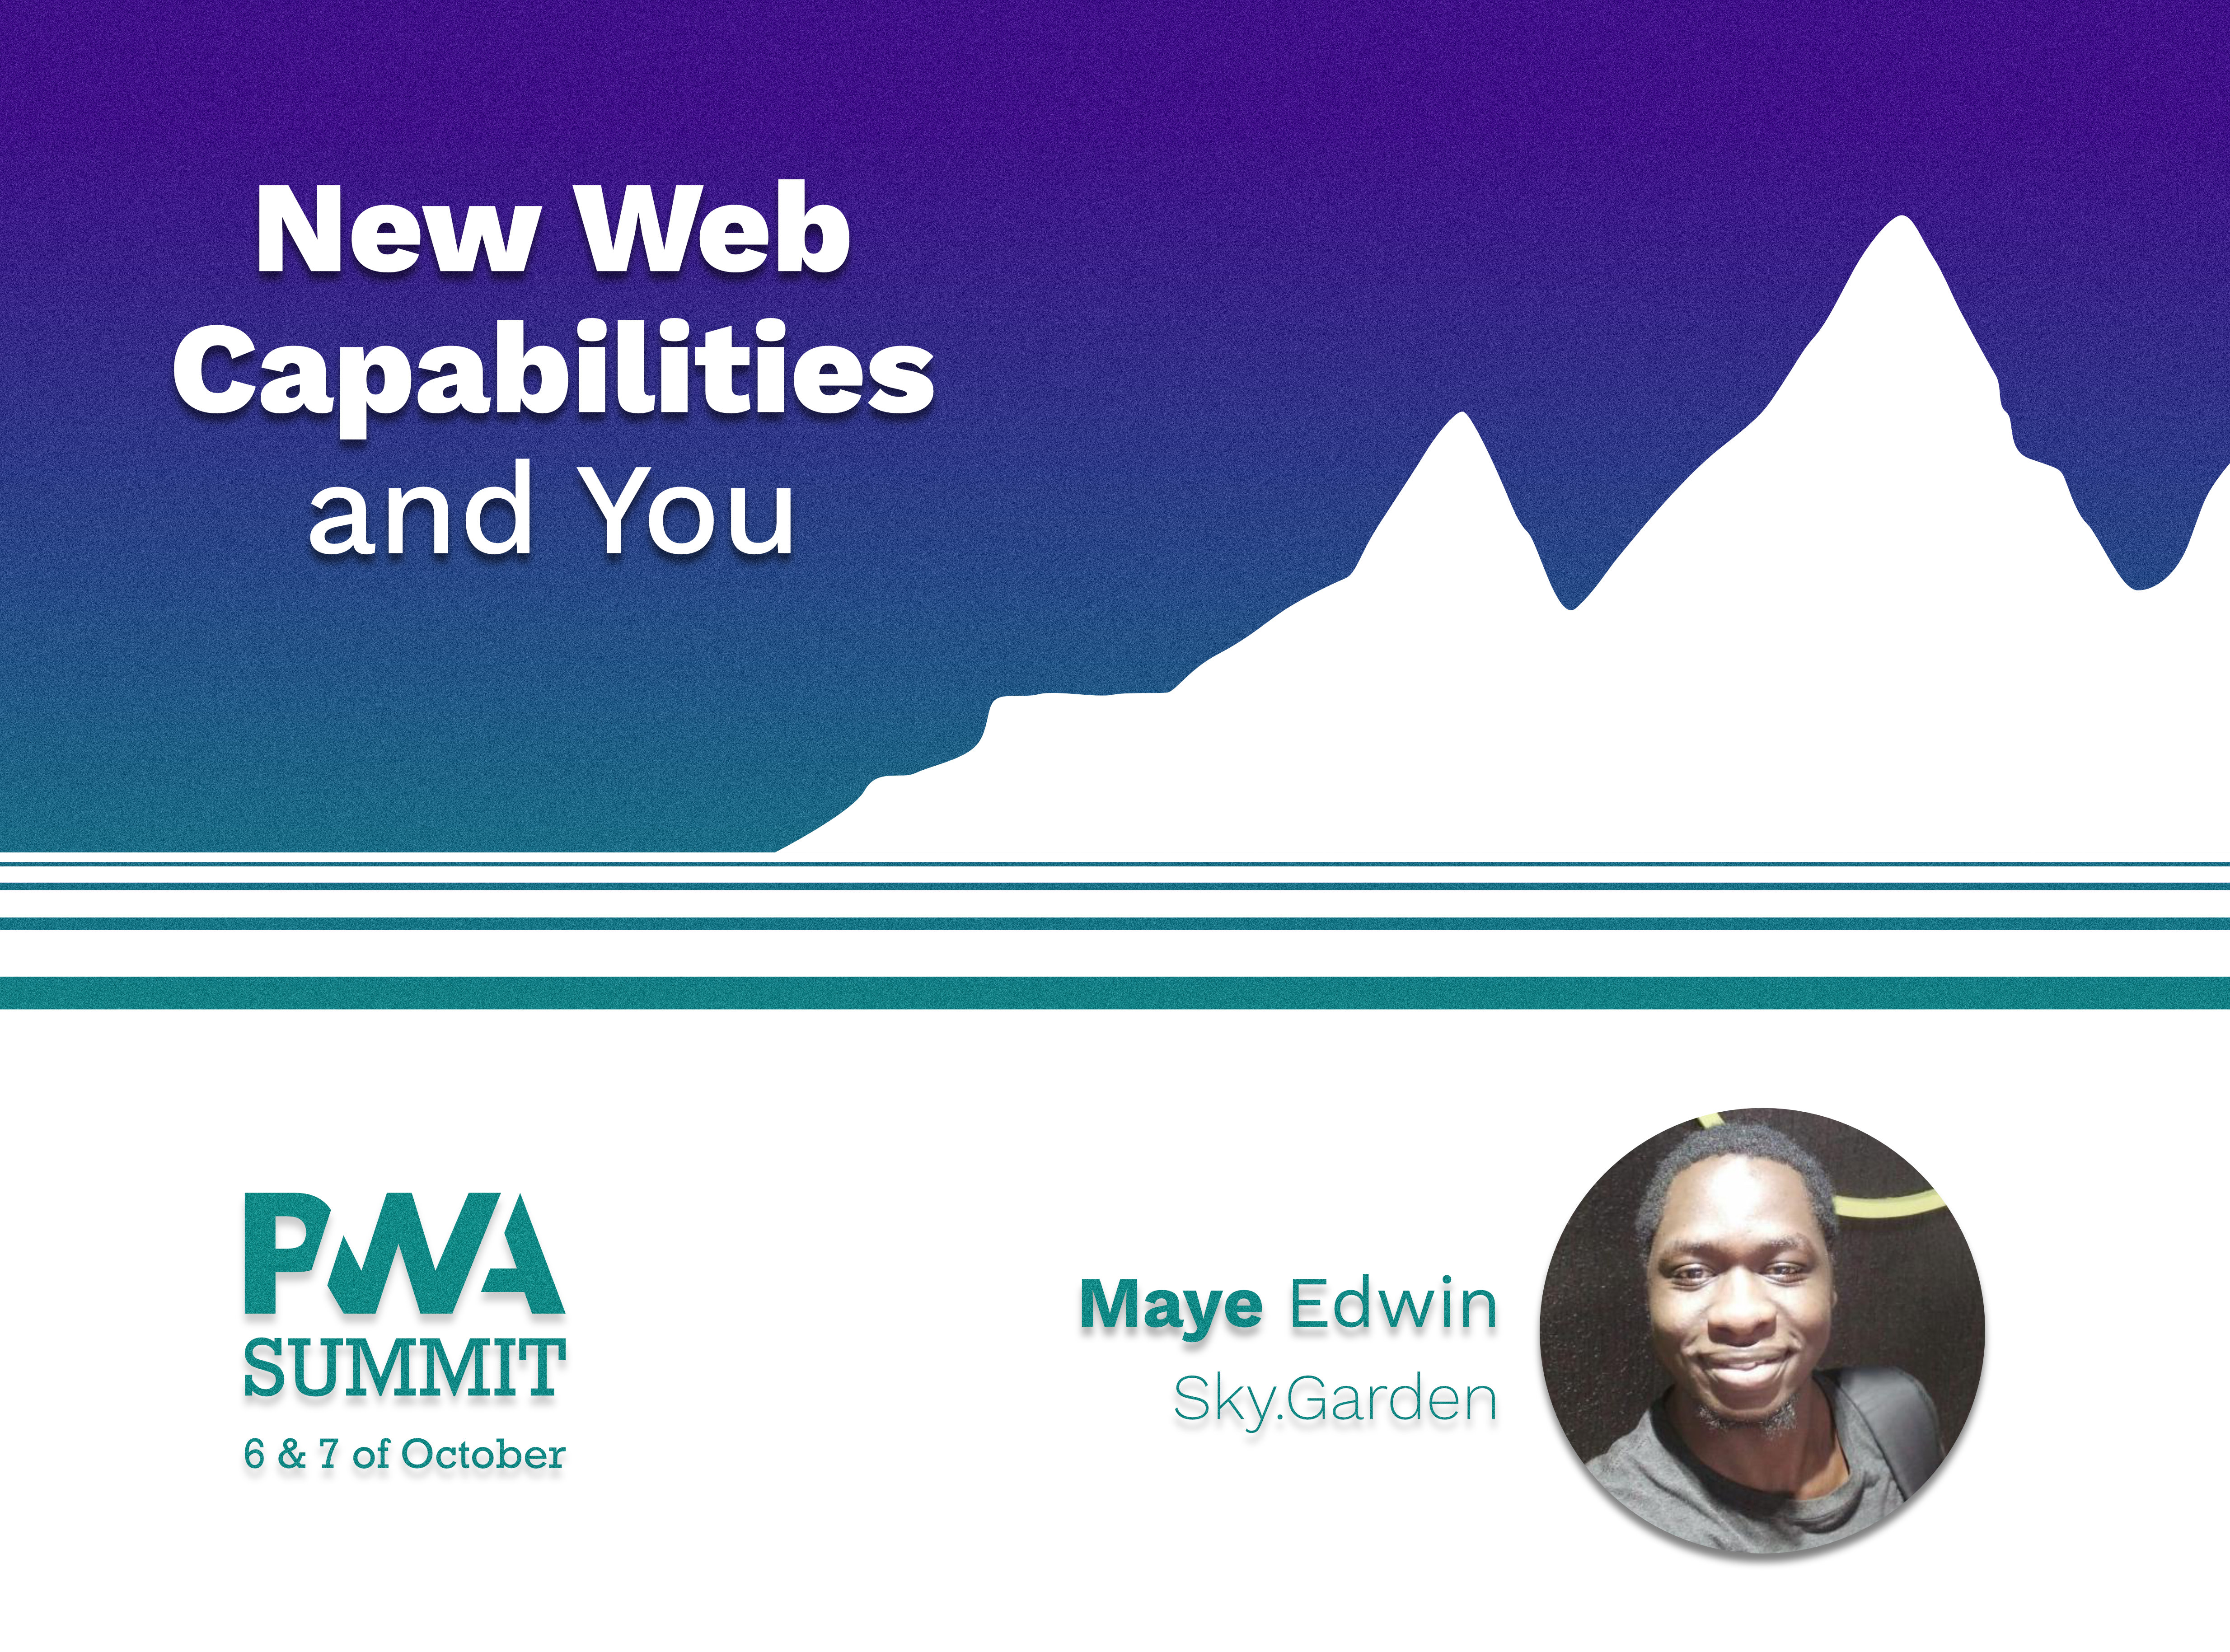 New Web
Capabilities
and You
PWA
SUMMIT
6 & 7 of October
Maye Edwin
Sky.Garden